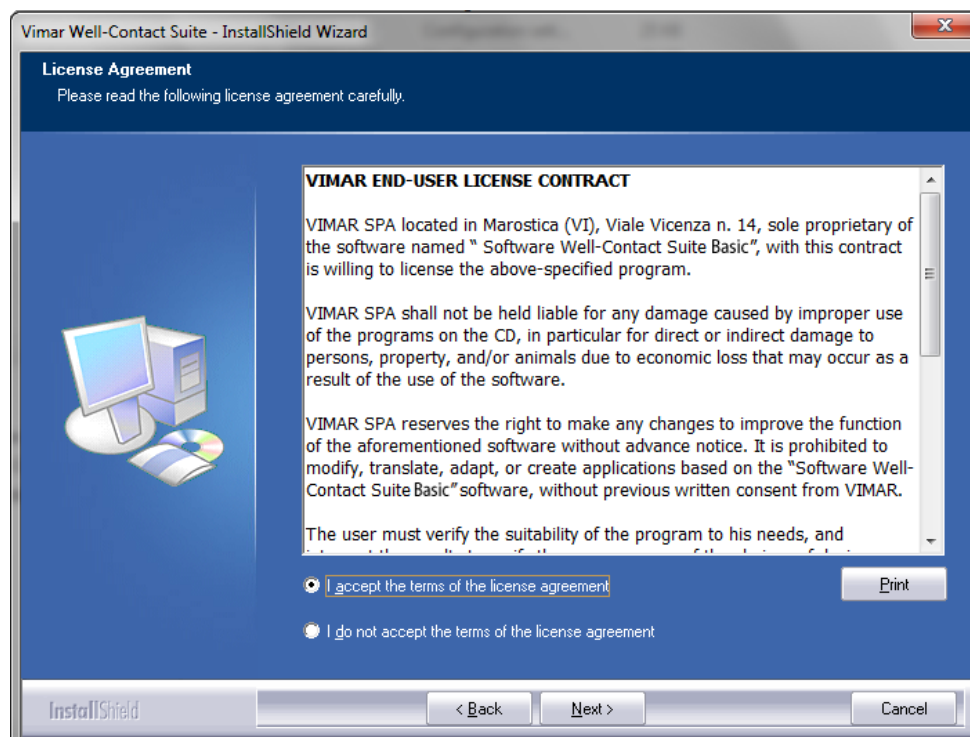 Vimar Well-Contact Suite - InstallShield Wizard
License Agreement
Please read the following license agreement carefully.
VIMAR END-USER LICENSE CONTRACT
VIMAR SPA located in Marostica (VI), Viale Vicenza n. 14, sole proprietary of
the software named “ Software Well-Contact Suite Basic”, with this contract
is willing to license the above-specified program.
VIMAR SPA shall not be held liable for any damage caused by improper use
of the programs on the CD, in particular for direct or indirect damage to
persons, property, and/or animals due to economic loss that may occur as a
result of the use of the software.
VIMAR SPA reserves the right to make any changes to improve the function
of the aforementioned software without advance notice. It is prohibited to
modify, translate, adapt, or create applications based on the “Software Well-
Contact Suite Basic” software, without previous written consent from VIMAR.
The user must verify the suitability of the program to his needs, and
I accept the terms of the license agreement
Print
I do not accept the terms of the license agreement
InstallShield
< Back
Next >
Cancel